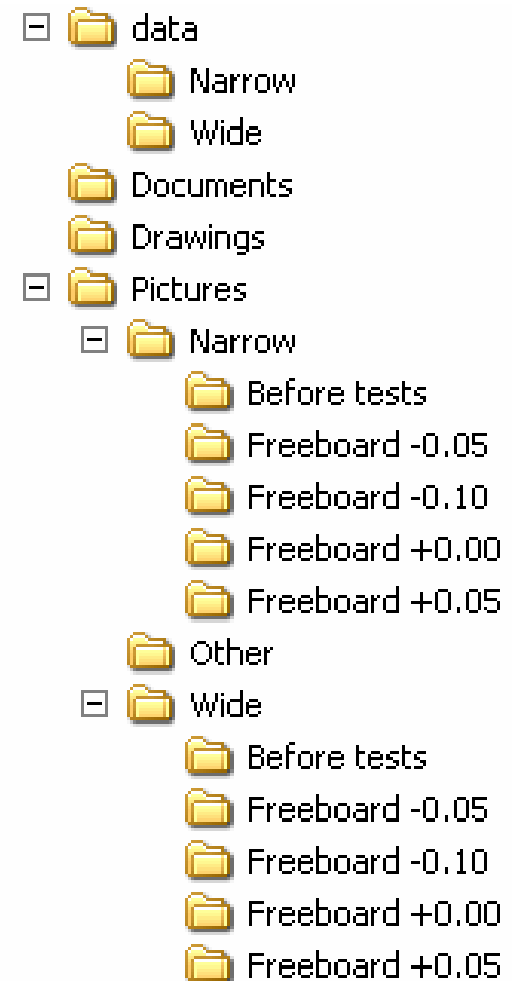 data
Narrow
Wide
Documents
Drawings
Pictures
Narrow
Before tests
Freeboard -0.05
Freeboard -0.10
Freeboard +0.00
Freeboard +0.05
Other
Wide
Before tests
Freeboard -0.05
Freeboard -0.10
Freeboard +0.00
Freeboard +0.05